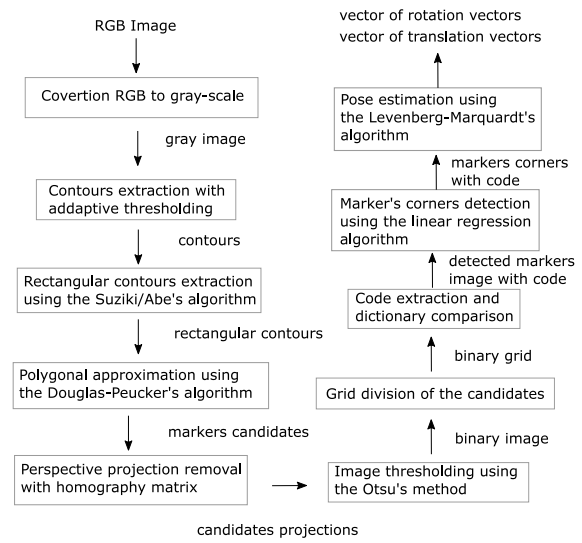 RGB Image
Covertion RGB to gray-scale
gray image
Contours extraction with
addaptive thresholding
contours
Rectangular contours extraction
using the Suziki/Abe's algorithm
rectangular contours
Polygonal approximation using
the Douglas-Peucker's algorithm
markers candidates
Perspective projection removal
with homography matrix
candidates projections
Image thresholding using
the Otsu's method
binary image
Grid division of the candidates
binary grid
Code extraction and
dictionary comparison
detected markers
image with code
Marker's corners detection
using the linear regression
algorithm
markers corners
with code
Pose estimation using
the Levenberg-Marquardt's
algorithm
vector of rotation vectors
vector of translation vectors